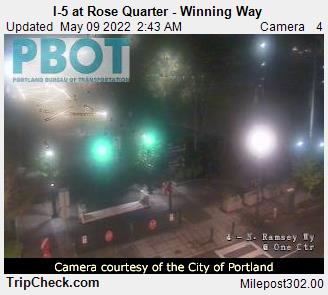 I-5 at Rose Quarter - Winning Way
Updated May 09 2022 2:43 AM Camera 4
PBOT
PORTLAND BUREAU OF TRANSPORTATION
4 - N. Ramsey Wy
@ One Ctr
Camera courtesy of the City of Portland
TripCheck.com Milepost302.00